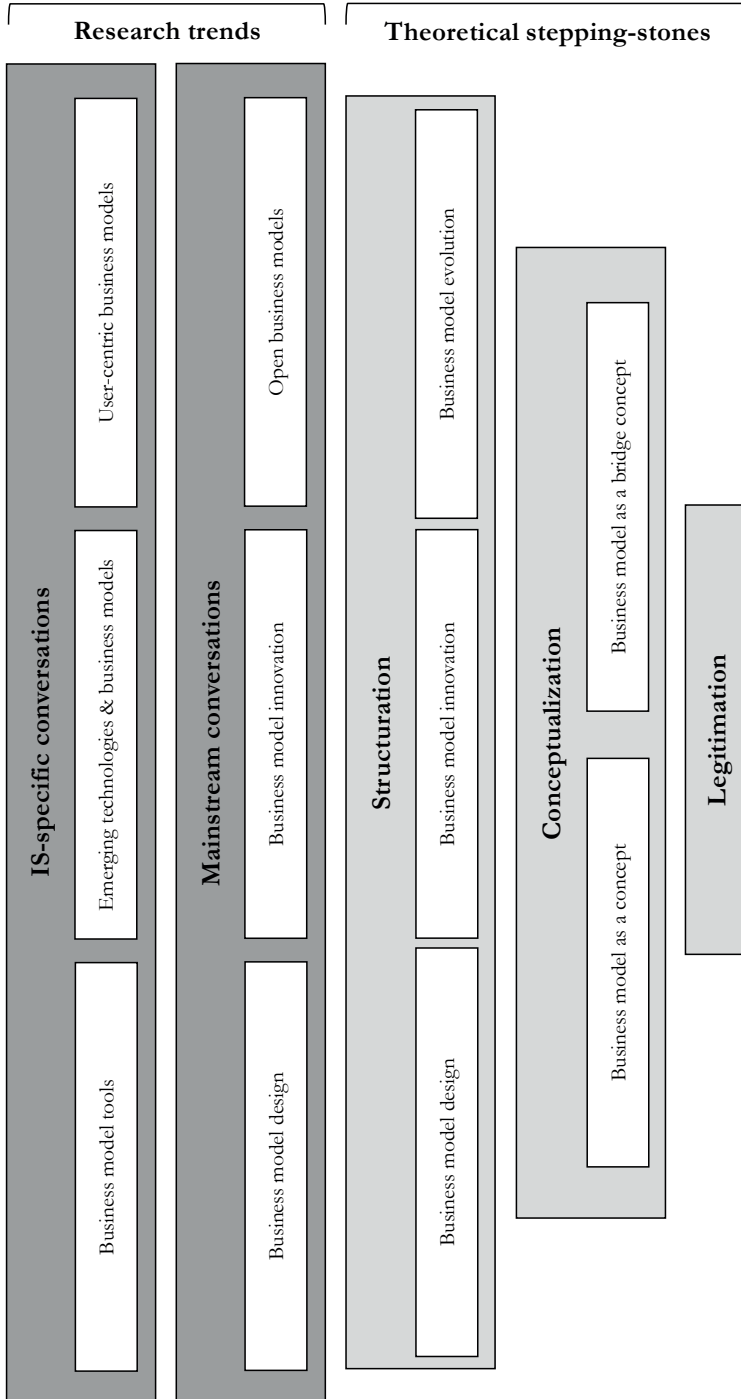 Research trends
Theoretical stepping-stones
IS-specific conversations
Business model tools
Emerging technologies & business models
User-centric business models
Mainstream conversations
Business model design
Business model innovation
Open business models
Structuration
Business model design
Business model innovation
Business model evolution
Conceptualization
Business model as a concept
Business model as a bridge concept
Legitimation